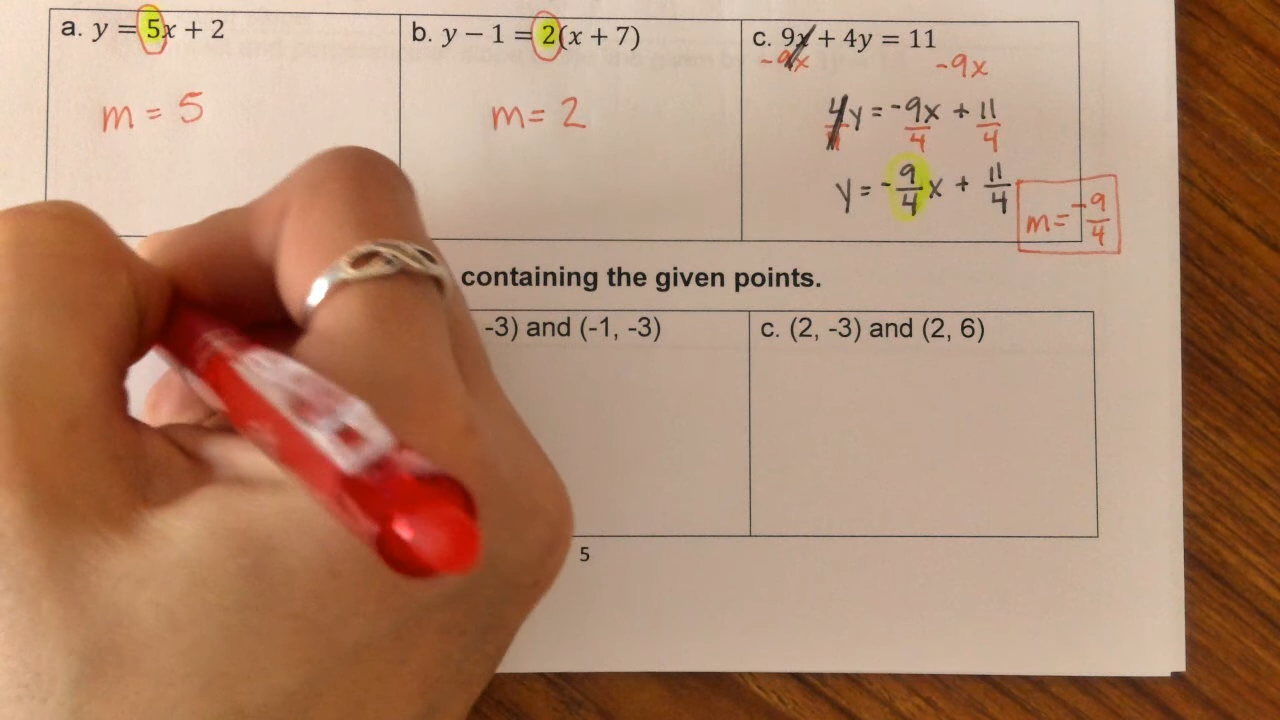 a. y = 5x + 2
m = 5
b. y − 1 = 2(x + 7)
m = 2
c. 9x + 4y = 11
-9x -9x
4y = -9x + 11
4 4 4
y = -9/4 x + 11/4
m = -9/4
containing the given points.
-3) and (-1, -3)
c. (2, -3) and (2, 6)
5